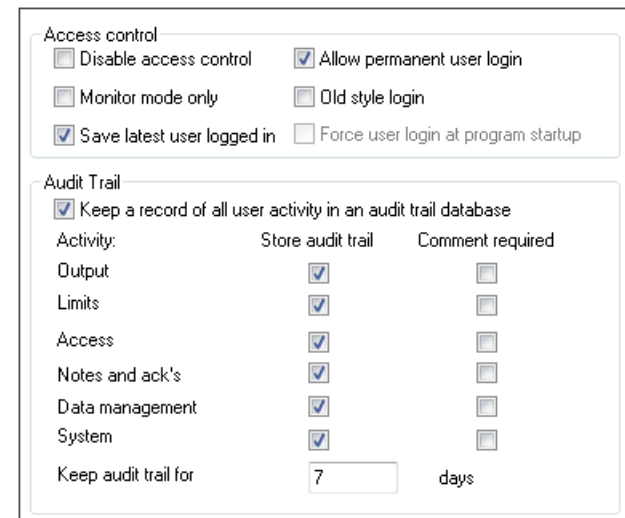 Access control
Disable access control Allow permanent user login
Monitor mode only Old style login
Save latest user logged in Force user login at program startup
Audit Trail
Keep a record of all user activity in an audit trail database
Activity: Store audit trail Comment required
Output
Limits
Access
Notes and ack's
Data management
System
Keep audit trail for 7 days